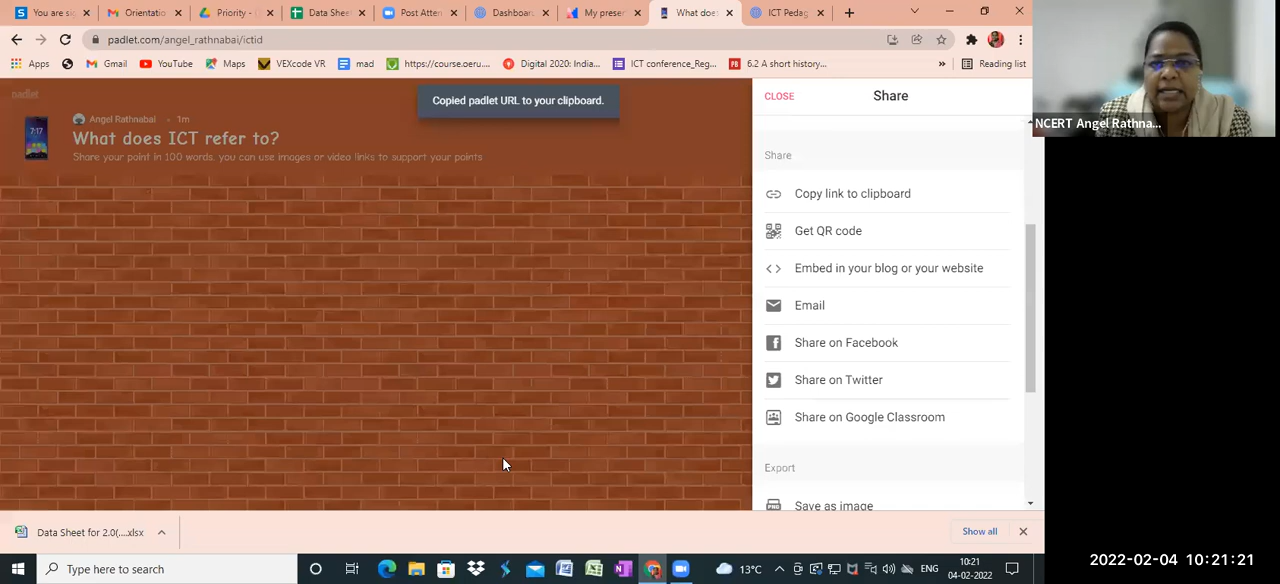 You are sig
Orientatio
Priority -
Data Shee
Post Atten
Dashboar
My prese
What doe
ICT Pedag
padlet.com/angel_rathnabai/ictid
Apps
Gmail
YouTube
Maps
VEXcode VR
mad
https://course.oeru....
Digital 2020: India...
ICT conference_Reg...
6.2 A short history...
»
Reading list
padlet
Copied padlet URL to your clipboard.
CLOSE
Share
NCERT Angel Rathna...
Angel Rathnabai • 1m
7:17
What does ICT refer to?
Share your point in 100 words, you can use images or video links to support your points
Share
Copy link to clipboard
Get QR code
Embed in your blog or your website
Email
Share on Facebook
Share on Twitter
Share on Google Classroom
Export
Save as image
Data Sheet for 2.0(....xlsx
Show all
Type here to search
13°C
ENG
10:21
04-02-2022
2022-02-04 10:21:21